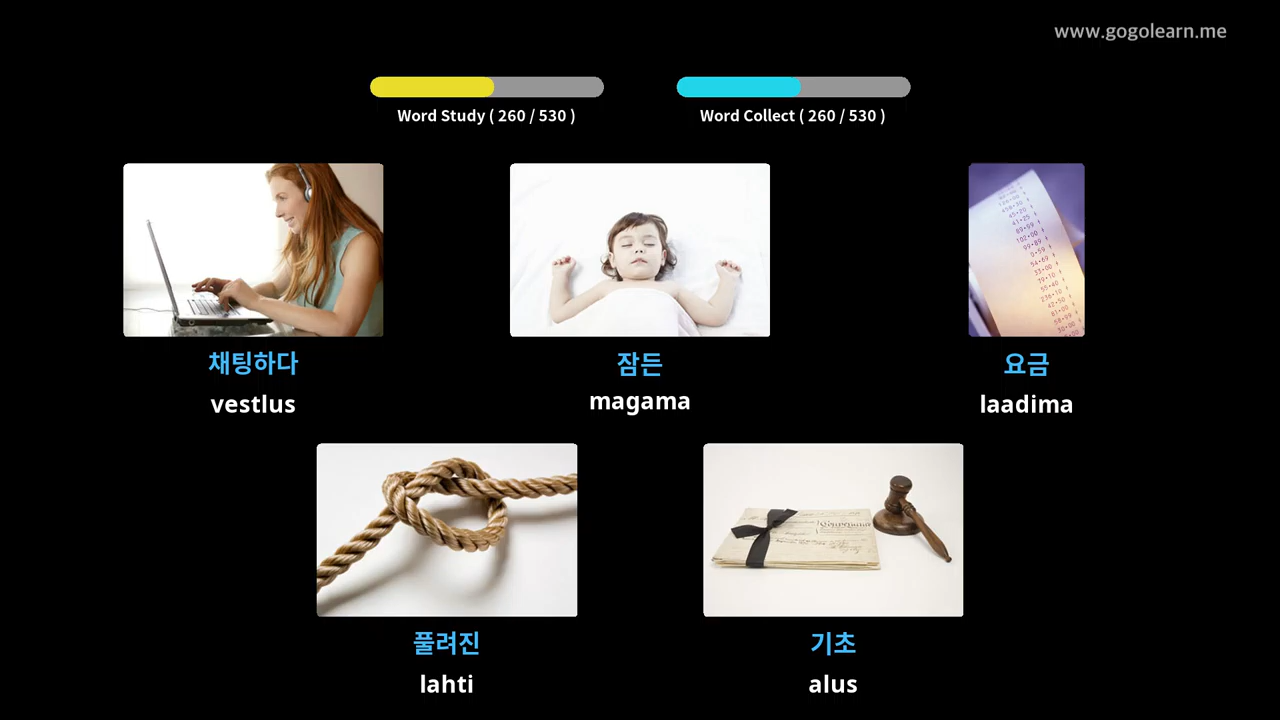 www.gogolearn.me
Word Study ( 260 / 530 )
Word Collect ( 260 / 530 )
채팅하다
vestlus
잠든
magama
요금
laadima
풀려진
lahti
기초
alus